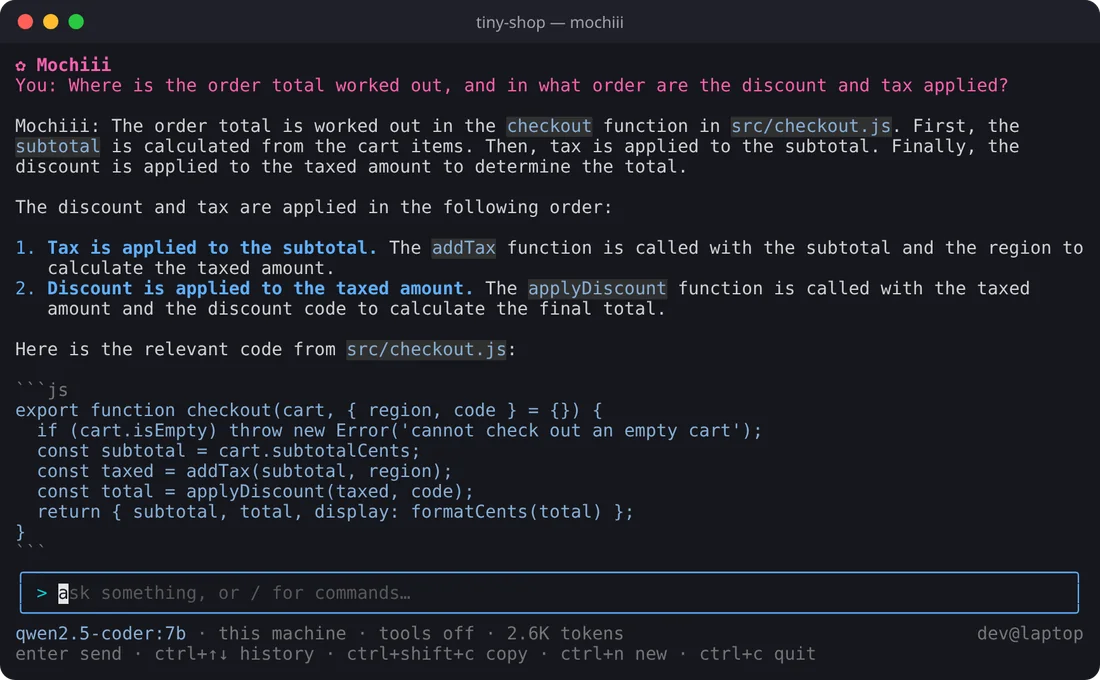 tiny-shop — mochiii
✿ Mochiii
You: Where is the order total worked out, and in what order are the discount and tax applied?
Mochiii: The order total is worked out in the checkout function in src/checkout.js. First, the
subtotal is calculated from the cart items. Then, tax is applied to the subtotal. Finally, the
discount is applied to the taxed amount to determine the total.
The discount and tax are applied in the following order:
1. Tax is applied to the subtotal. The addTax function is called with the subtotal and the region to
calculate the taxed amount.
2. Discount is applied to the taxed amount. The applyDiscount function is called with the taxed
amount and the discount code to calculate the final total.
Here is the relevant code from src/checkout.js:
```js
export function checkout(cart, { region, code } = {}) {
  if (cart.isEmpty) throw new Error('cannot check out an empty cart');
  const subtotal = cart.subtotalCents;
  const taxed = addTax(subtotal, region);
  const total = applyDiscount(taxed, code);
  return { subtotal, total, display: formatCents(total) };
}
```
> ask something, or / for commands…
qwen2.5-coder:7b · this machine · tools off · 2.6K tokens dev@laptop
enter send · ctrl+↑↓ history · ctrl+shift+c copy · ctrl+n new · ctrl+c quit